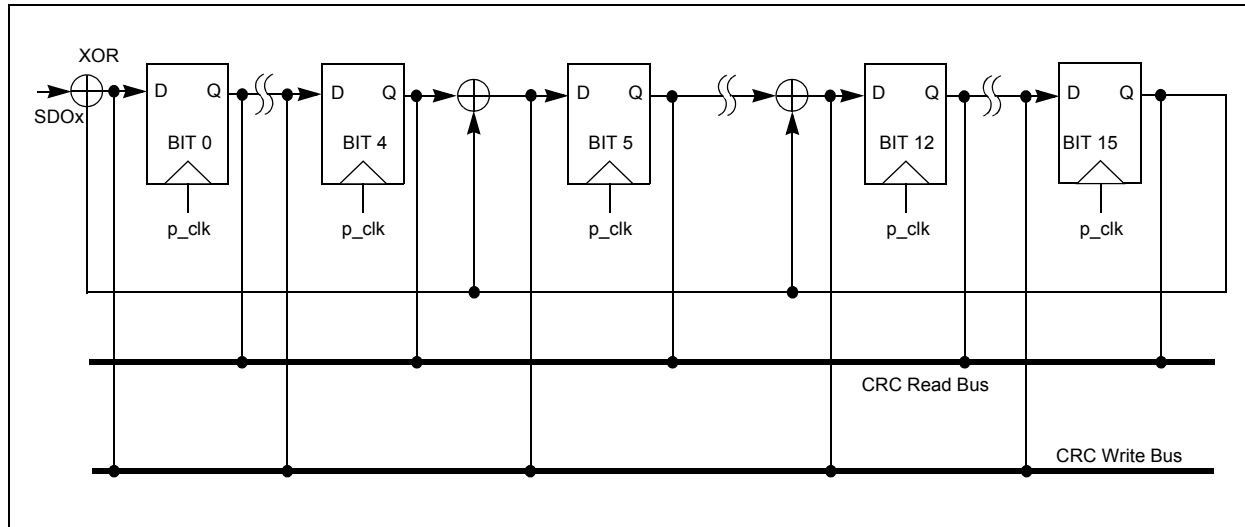 XOR
SDOx
D Q
BIT 0
p_clk
D Q
BIT 4
p_clk
D Q
BIT 5
p_clk
D Q
BIT 12
p_clk
D Q
BIT 15
p_clk
CRC Read Bus
CRC Write Bus